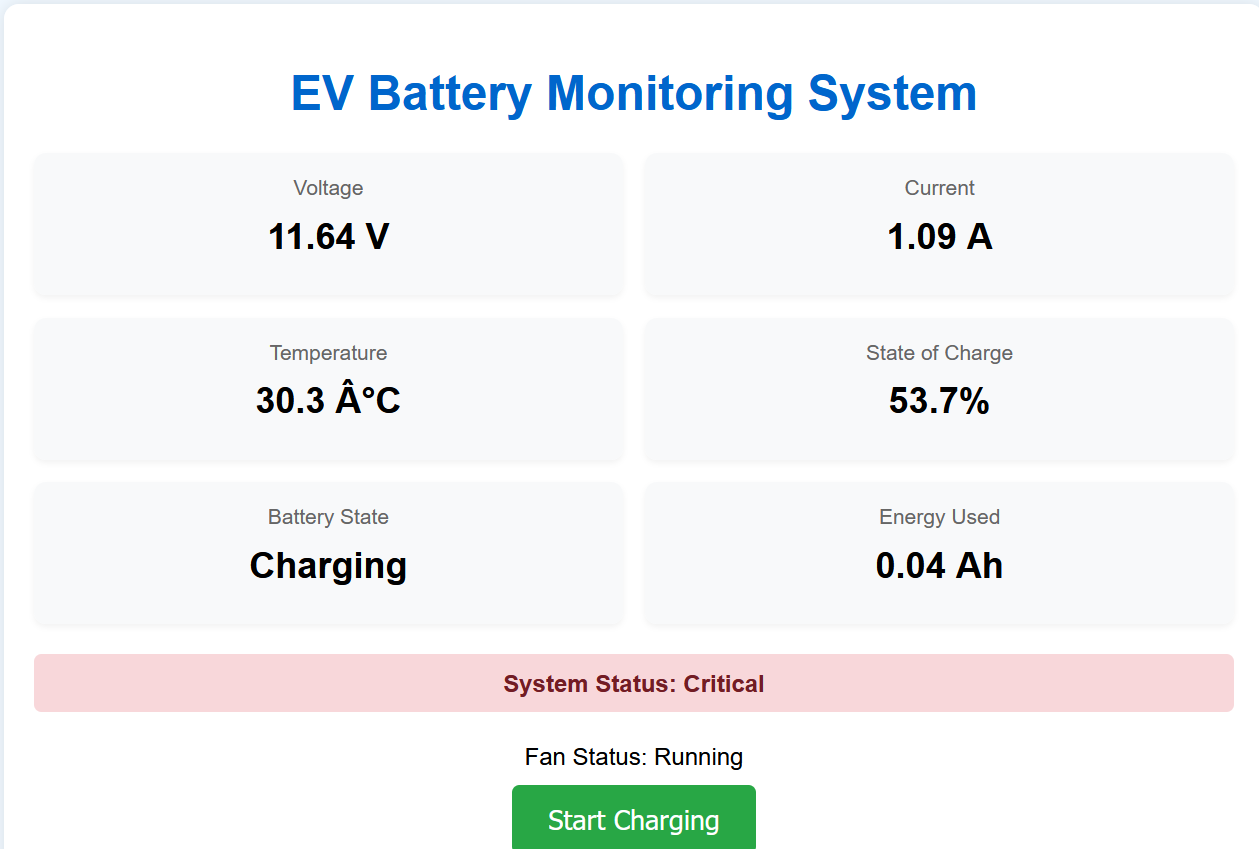 EV Battery Monitoring System
Voltage
11.64 V
Current
1.09 A
Temperature
30.3 Â°C
State of Charge
53.7%
Battery State
Charging
Energy Used
0.04 Ah
System Status: Critical
Fan Status: Running
Start Charging